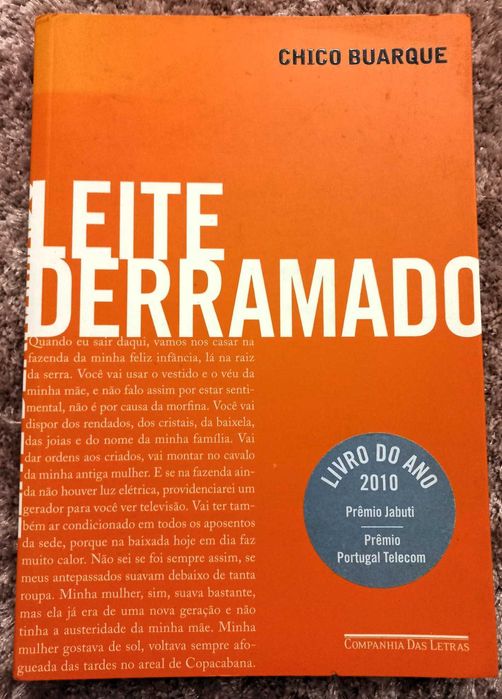 CHICO BUARQUE
LEITE
DERRAMADO
Quando eu sair daqui, vamos nos casar na
fazenda da minha feliz infância, lá na raiz
da serra. Você vai usar o vestido e o véu da
minha mãe, e não falo assim por estar senti-
mental, não é por causa da morfina. Você vai
dispor dos rendados, dos cristais, da baixela,
das joias e do nome da minha família. Vai
dar ordens aos criados, vai montar no cavalo
da minha antiga mulher. E se na fazenda ain-
da não houver luz elétrica, providenciarei um
gerador para você ver televisão. Vai ter tam-
bém ar condicionado em todos os aposentos
da sede, porque na baixada hoje em dia faz
muito calor. Não sei se foi sempre assim, se
meus antepassados suavam debaixo de tanta
roupa. Minha mulher, sim, suava bastante,
mas ela já era de uma nova geração e não
tinha a austeridade da minha mãe. Minha
mulher gostava de sol, voltava sempre afo-
gueada das tardes no areal de Copacabana.
LIVRO DO ANO
2010
Prêmio Jabuti
Prêmio
Portugal Telecom
COMPANHIA DAS LETRAS